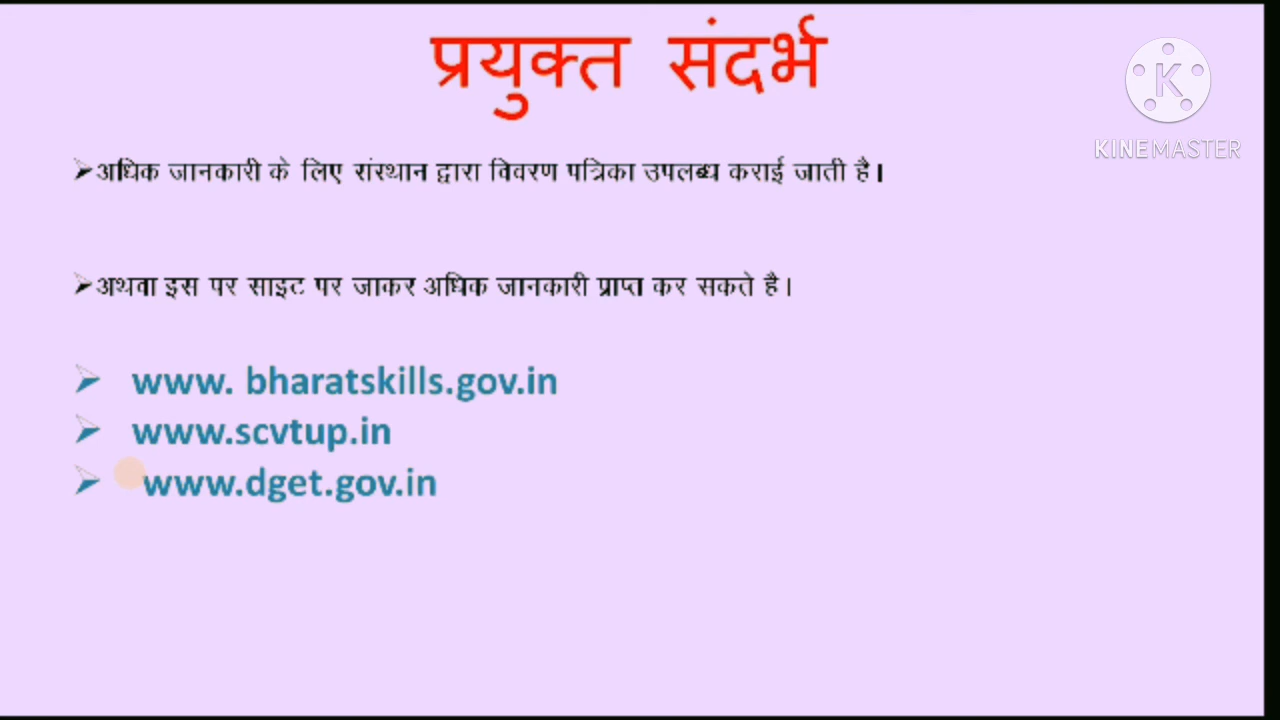 प्रयुक्त संदर्भ
K
KINEMASTER
➢अधिक जानकारी के लिए संस्थान द्वारा विवरण पत्रिका उपलब्ध कराई जाती है।
➢अथवा इस पर साइट पर जाकर अधिक जानकारी प्राप्त कर सकते है।
➢ www. bharatskills.gov.in
➢ www.scvtup.in
➢ www.dget.gov.in